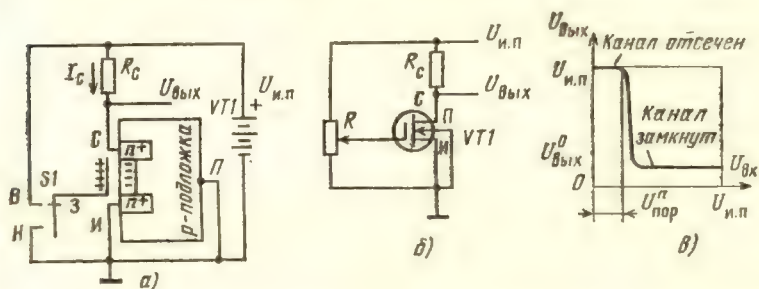 I_C
R_C
U_вых
VT1
+
U_и.п
C
n+
S1
В
З
Н
И
n+
p-подложка
П
а)
U_и.п
R_C
С
U_вых
R
П
И
VT1
б)
U_вых
Канал отсечен
U_и.п
Канал
замкнут
U⁰_вых
U_вх
0
Uⁿ_пор
U_и.п
в)